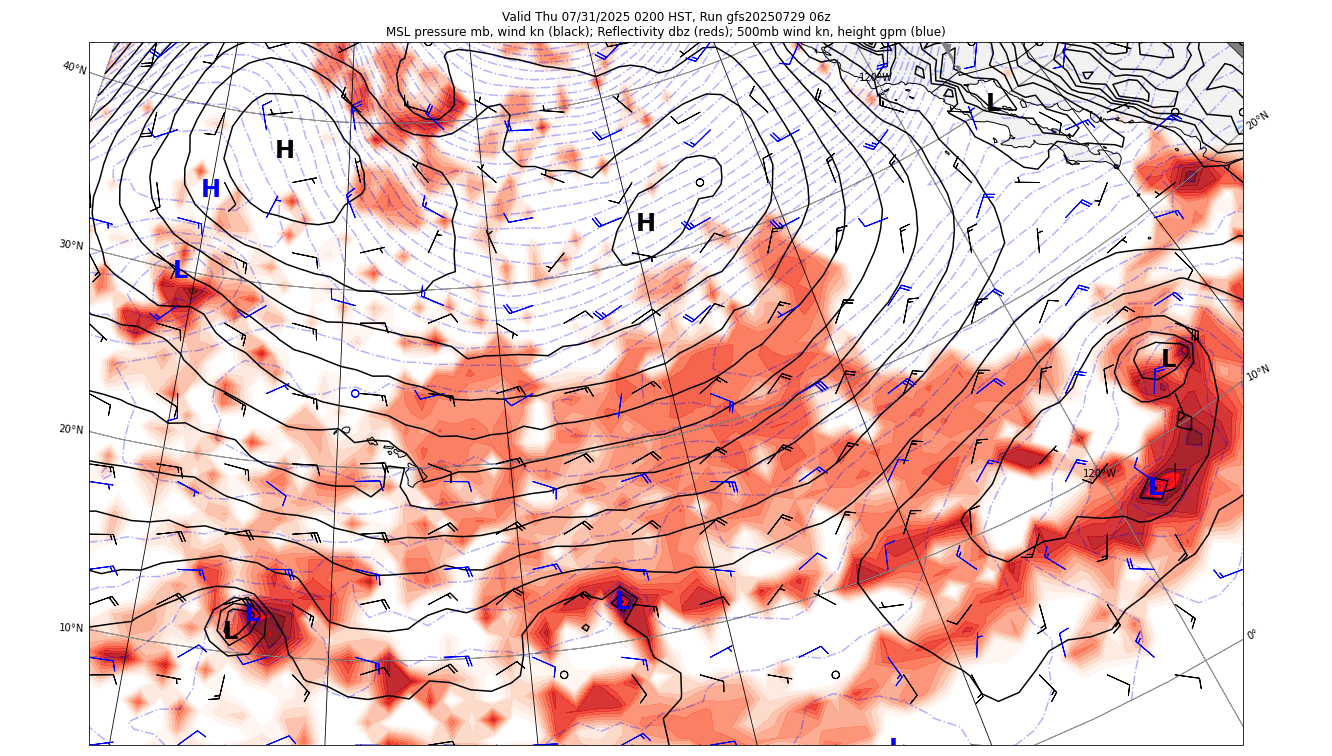 Valid Thu 07/31/2025 0200 HST, Run gfs20250729 06z
MSL pressure mb, wind kn (black); Reflectivity dbz (reds); 500mb wind kn, height gpm (blue)
40°N
120°W
L
20°N
H
H
H
30°N
L
L
10°N
20°N
120°W
L
L
L
L
10°N
0°
L